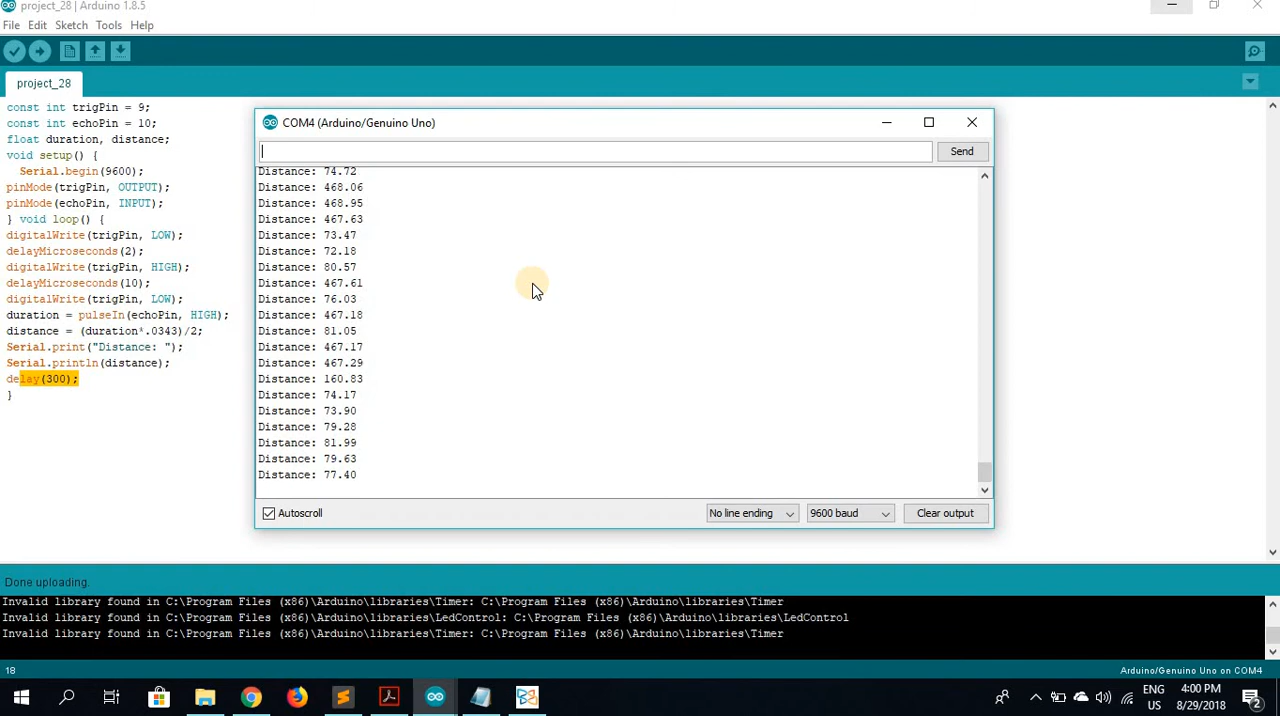 project_28 | Arduino 1.8.5
File Edit Sketch Tools Help
project_28
const int trigPin = 9;
const int echoPin = 10;
float duration, distance;
void setup() {
Serial.begin(9600);
pinMode(trigPin, OUTPUT);
pinMode(echoPin, INPUT);
} void loop() {
digitalWrite(trigPin, LOW);
delayMicroseconds(2);
digitalWrite(trigPin, HIGH);
delayMicroseconds(10);
digitalWrite(trigPin, LOW);
duration = pulseIn(echoPin, HIGH);
distance = (duration*.0343)/2;
Serial.print("Distance: ");
Serial.println(distance);
delay(300);
}
COM4 (Arduino/Genuino Uno)
Send
Distance: 74.72
Distance: 468.06
Distance: 468.95
Distance: 467.63
Distance: 73.47
Distance: 72.18
Distance: 80.57
Distance: 467.61
Distance: 76.03
Distance: 467.18
Distance: 81.05
Distance: 467.17
Distance: 467.29
Distance: 160.83
Distance: 74.17
Distance: 73.90
Distance: 79.28
Distance: 81.99
Distance: 79.63
Distance: 77.40
Autoscroll No line ending 9600 baud Clear output
Done uploading.
Invalid library found in C:\Program Files (x86)\Arduino\libraries\Timer: C:\Program Files (x86)\Arduino\libraries\Timer
Invalid library found in C:\Program Files (x86)\Arduino\libraries\LedControl: C:\Program Files (x86)\Arduino\libraries\LedControl
Invalid library found in C:\Program Files (x86)\Arduino\libraries\Timer: C:\Program Files (x86)\Arduino\libraries\Timer
18 Arduino/Genuino Uno on COM4
ENG 4:00 PM
US 8/29/2018 2